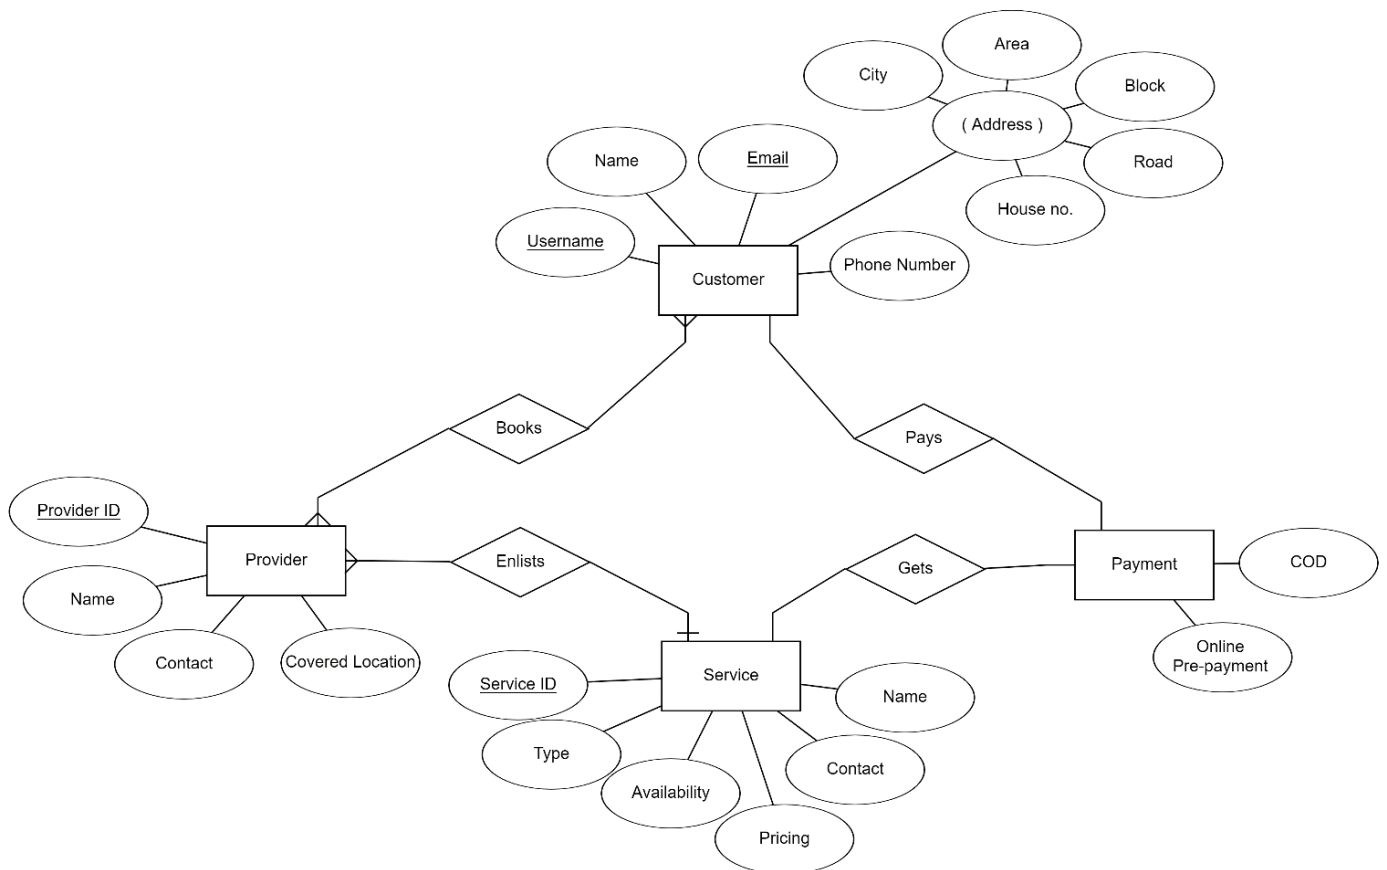 Area
City
Block
( Address )
Name
Email
Road
House no.
Username
Phone Number
Customer
Books
Pays
Provider ID
Provider
Enlists
Gets
Payment
COD
Name
Contact
Covered Location
Online
Pre-payment
Service ID
Service
Name
Type
Contact
Availability
Pricing